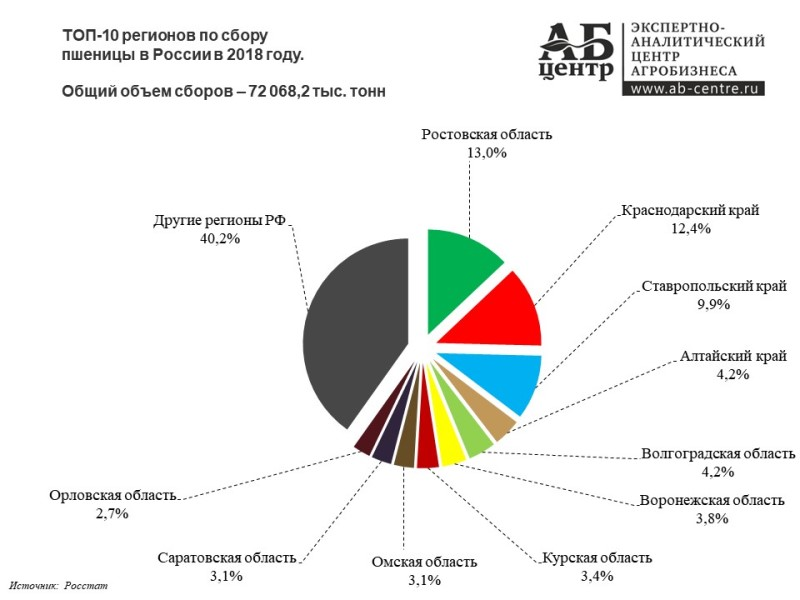 ТОП-10 регионов по сбору
пшеницы в России в 2018 году.
Общий объем сборов – 72 068,2 тыс. тонн
АБ
центр
ЭКСПЕРТНО-
АНАЛИТИЧЕСКИЙ
ЦЕНТР
АГРОБИЗНЕСА
www.ab-centre.ru
Ростовская область
13,0%
Краснодарский край
12,4%
Ставропольский край
9,9%
Алтайский край
4,2%
Волгоградская область
4,2%
Воронежская область
3,8%
Курская область
3,4%
Омская область
3,1%
Саратовская область
3,1%
Орловская область
2,7%
Другие регионы РФ
40,2%
Источник: Росстат